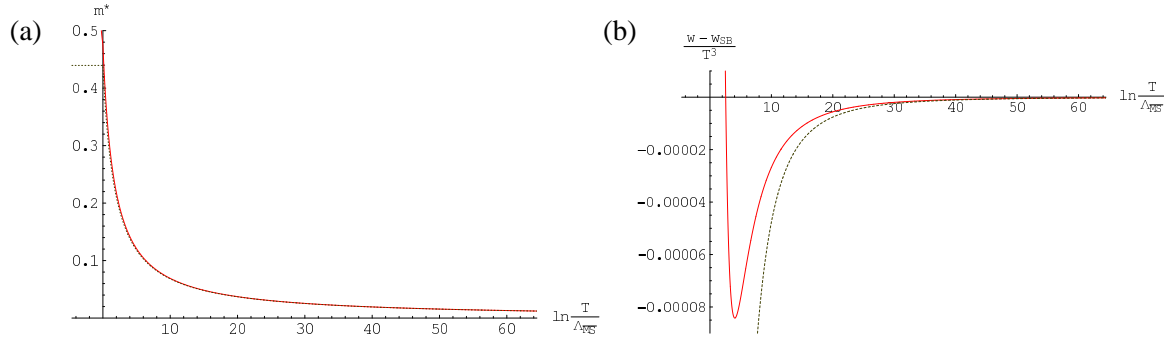 (a)
m*
0.5
0.4
0.3
0.2
0.1
10 20 30 40 50 60
ln T/Λ_MS̅
(b)
w - w_SB / T^3
10 20 30 40 50 60
ln T/Λ_MS̅
-0.00002
-0.00004
-0.00006
-0.00008